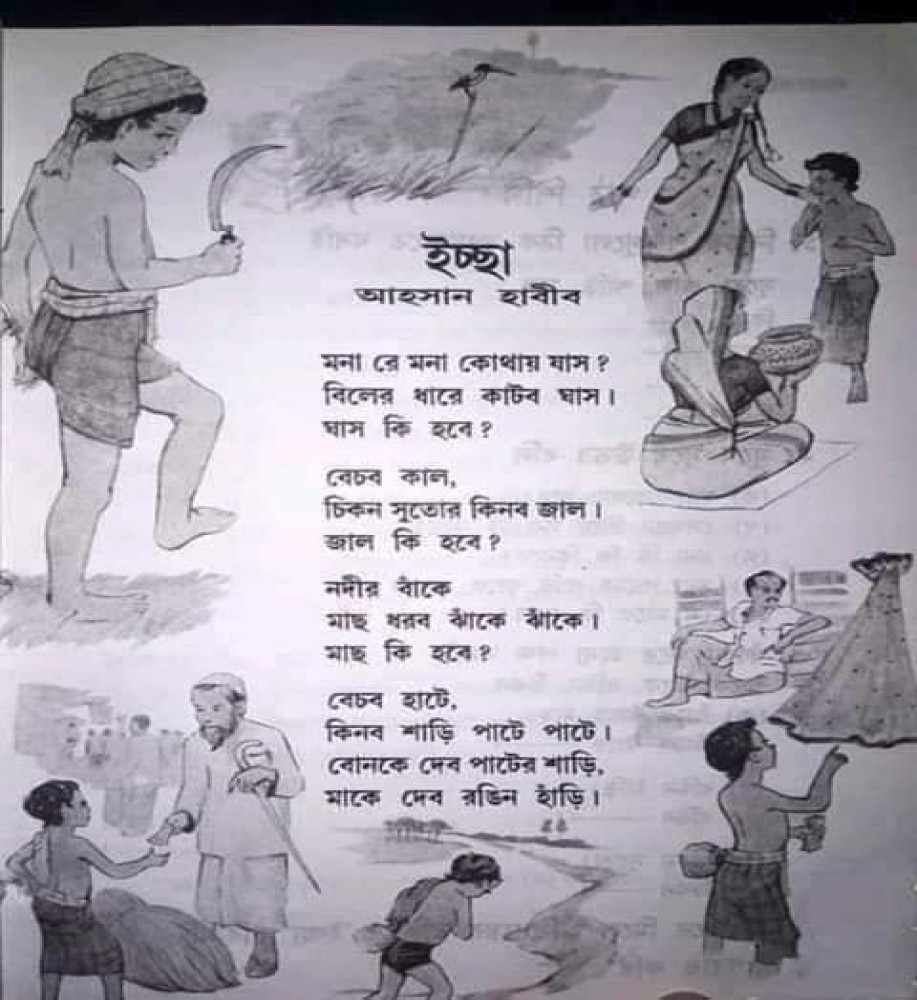 ইচ্ছা
আহসান হাবীব
মনা রে মনা কোথায় যাস?
বিলের ধারে কাটব ঘাস।
ঘাস কি হবে?
বেচব কাল,
চিকন সুতোর কিনব জাল।
জাল কি হবে?
নদীর বাঁকে
মাছ ধরব ঝাঁকে ঝাঁকে।
মাছ কি হবে?
বেচব হাটে,
কিনব শাড়ি পাটে পাটে।
বোনকে দেব পাটের শাড়ি,
মাকে দেব রঙিন হাঁড়ি।